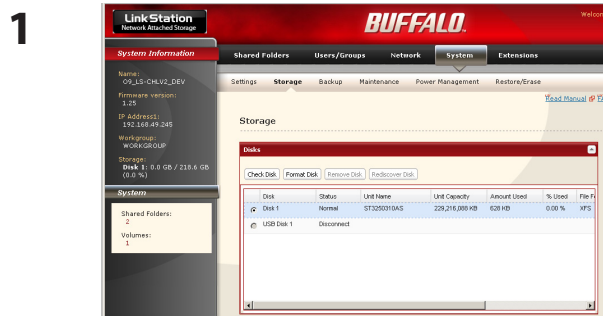 1
LinkStation
Network Attached Storage
BUFFALO
Welcom
System Information
Shared Folders Users/Groups Network System Extensions
Name:
09_LS-CHLV2_DEV
Settings Storage Backup Maintenance Power Management Restore/Erase
Firmware version:
1.25
Read Manual
IP Address1:
192.168.49.245
Storage
Workgroup:
WORKGROUP
Disks
Storage:
Disk 1: 0.0 GB / 218.6 GB
(0.0 %)
Check Disk Format Disk Remove Disk Rediscover Disk
System
Disk Status Unit Name Unit Capacity Amount Used % Used File F
Shared Folders:
2
Disk 1 Normal ST3250310AS 229,216,088 KB 628 KB 0.00 % XFS
Volumes:
1
USB Disk 1 Disconnect